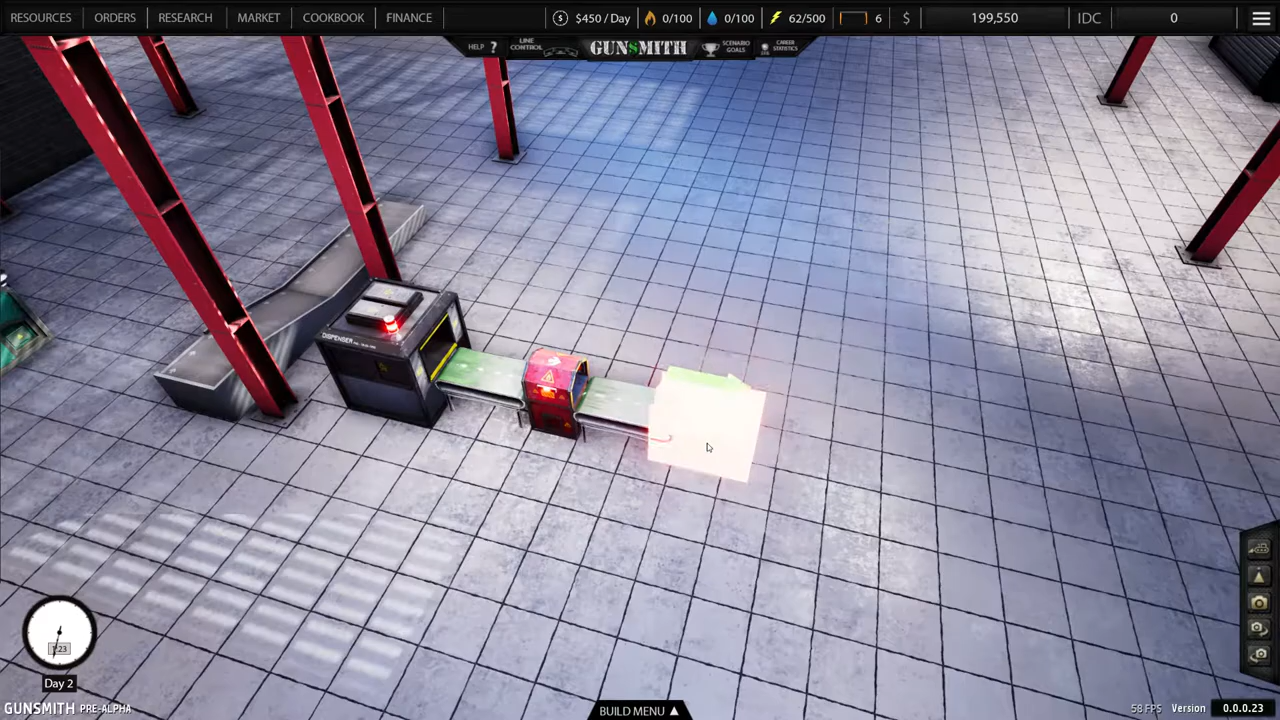 RESOURCES ORDERS RESEARCH MARKET COOKBOOK FINANCE $450 / Day 0/100 0/100 62/500 6 $ 199,550 IDC 0
HELP ? LINE CONTROL GUNSMITH SCENARIO GOALS CAREER STATISTICS
DISPENSER
Day 2
GUNSMITH PRE-ALPHA
BUILD MENU ▲
58 FPS Version 0.0.0.23